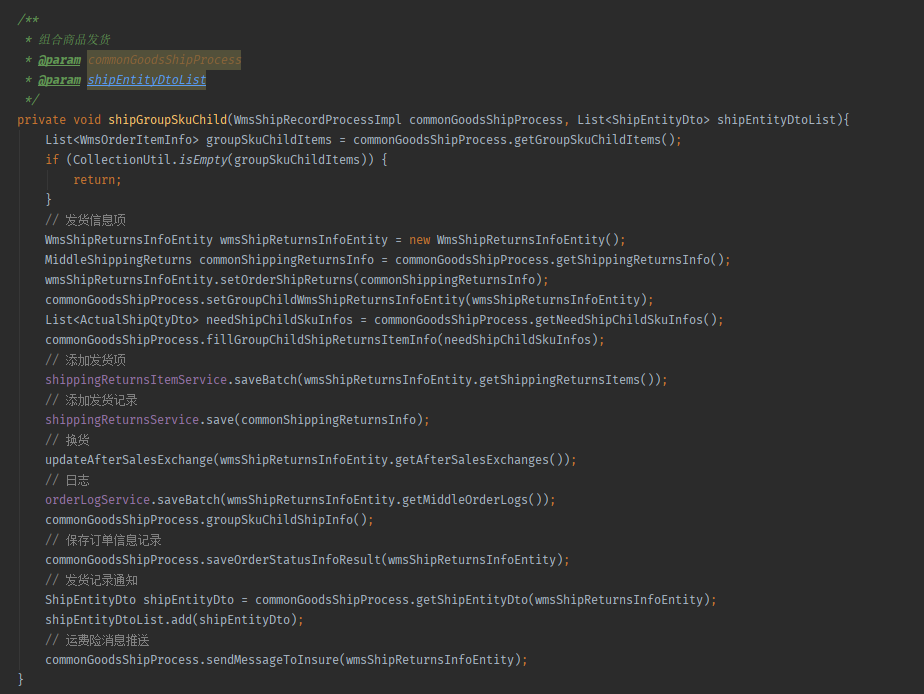 /**
 * 组合商品发货
 * @param commonGoodsShipProcess
 * @param shipEntityDtoList
 */
private void shipGroupSkuChild(WmsShipRecordProcessImpl commonGoodsShipProcess, List<ShipEntityDto> shipEntityDtoList){
    List<WmsOrderItemInfo> groupSkuChildItems = commonGoodsShipProcess.getGroupSkuChildItems();
    if (CollectionUtil.isEmpty(groupSkuChildItems)) {
        return;
    }
    // 发货信息项
    WmsShipReturnsInfoEntity wmsShipReturnsInfoEntity = new WmsShipReturnsInfoEntity();
    MiddleShippingReturns commonShippingReturnsInfo = commonGoodsShipProcess.getShippingReturnsInfo();
    wmsShipReturnsInfoEntity.setOrderShipReturns(commonShippingReturnsInfo);
    commonGoodsShipProcess.setGroupChildWmsShipReturnsInfoEntity(wmsShipReturnsInfoEntity);
    List<ActualShipQtyDto> needShipChildSkuInfos = commonGoodsShipProcess.getNeedShipChildSkuInfos();
    commonGoodsShipProcess.fillGroupChildShipReturnsItemInfo(needShipChildSkuInfos);
    // 添加发货项
    shippingReturnsItemService.saveBatch(wmsShipReturnsInfoEntity.getShippingReturnsItems());
    // 添加发货记录
    shippingReturnsService.save(commonShippingReturnsInfo);
    // 换货
    updateAfterSalesExchange(wmsShipReturnsInfoEntity.getAfterSalesExchanges());
    // 日志
    orderLogService.saveBatch(wmsShipReturnsInfoEntity.getMiddleOrderLogs());
    commonGoodsShipProcess.groupSkuChildShipInfo();
    // 保存订单信息记录
    commonGoodsShipProcess.saveOrderStatusInfoResult(wmsShipReturnsInfoEntity);
    // 发货记录通知
    ShipEntityDto shipEntityDto = commonGoodsShipProcess.getShipEntityDto(wmsShipReturnsInfoEntity);
    shipEntityDtoList.add(shipEntityDto);
    // 运费险消息推送
    commonGoodsShipProcess.sendMessageToInsure(wmsShipReturnsInfoEntity);
}